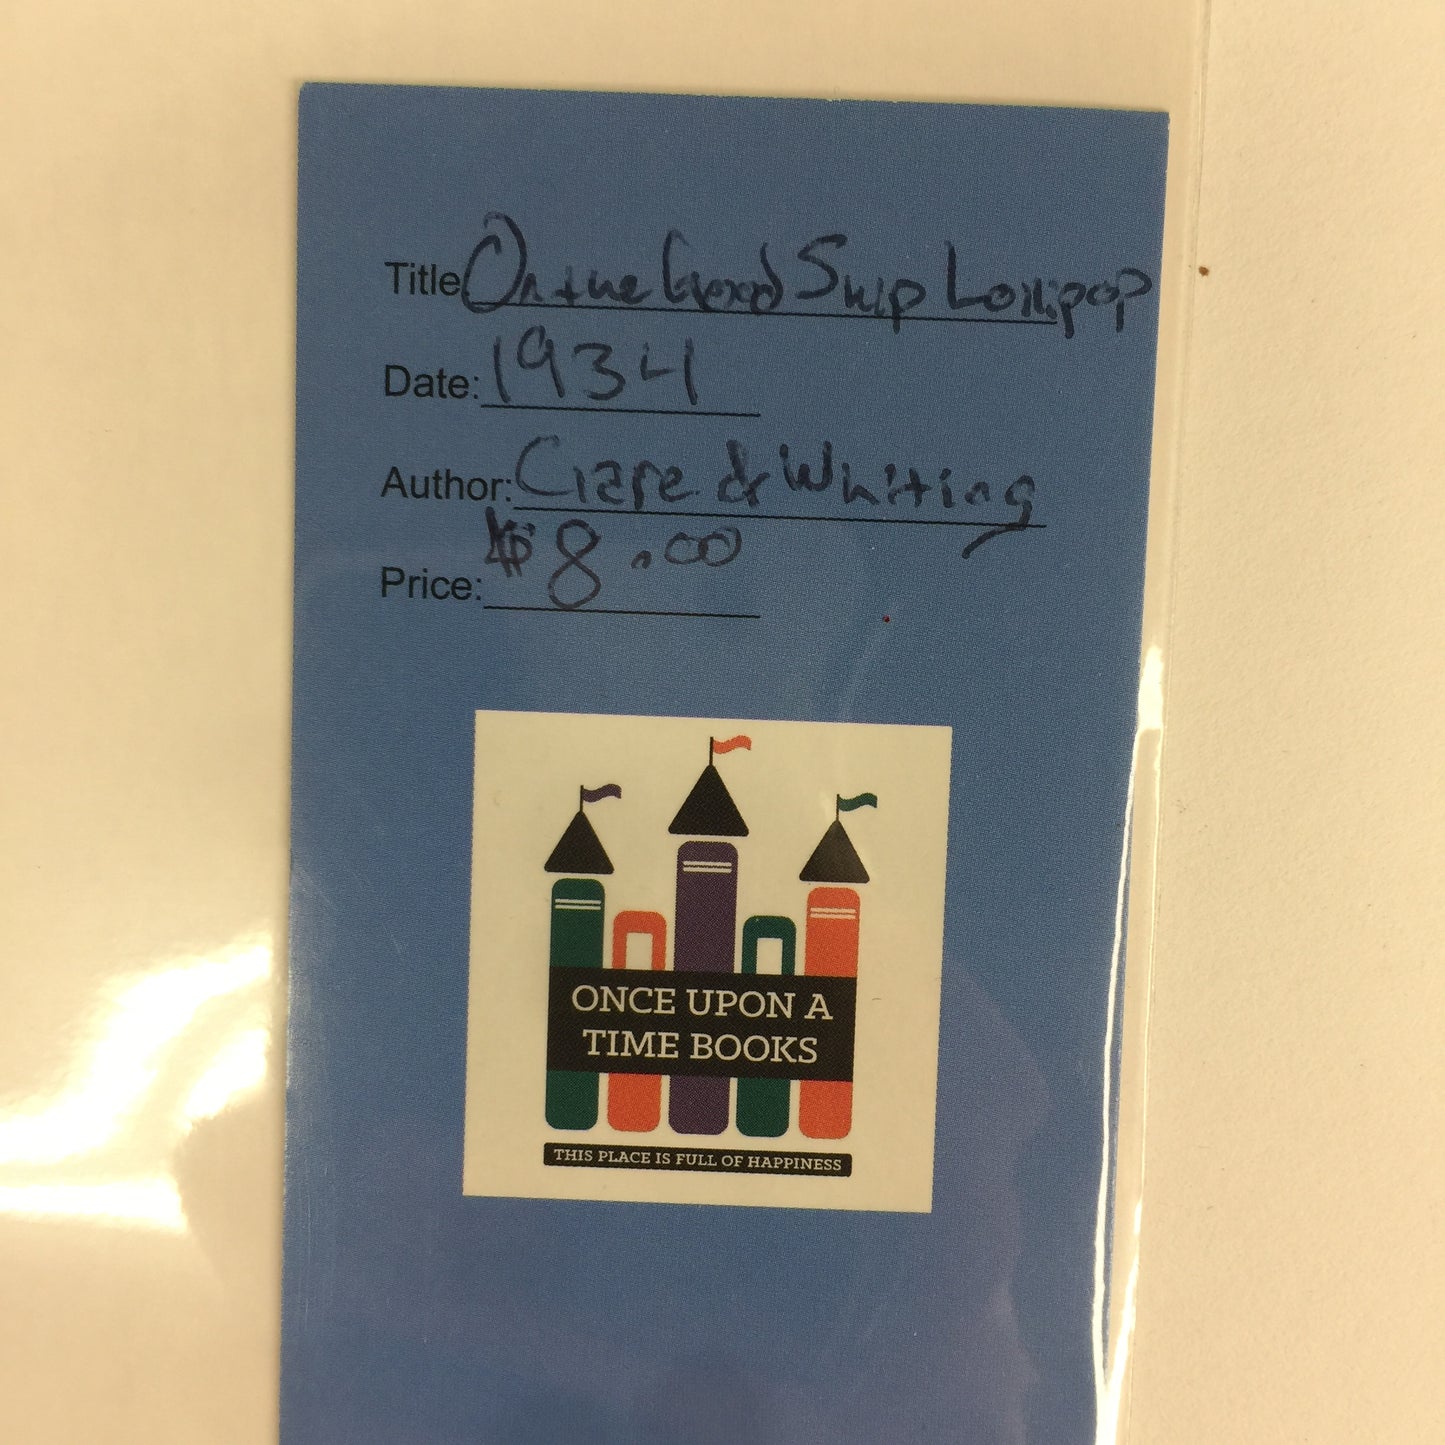 Title On the Good Ship Lollipop
Date: 1934
Author: Clare & Whiting
Price: $8.00
ONCE UPON A
TIME BOOKS
THIS PLACE IS FULL OF HAPPINESS